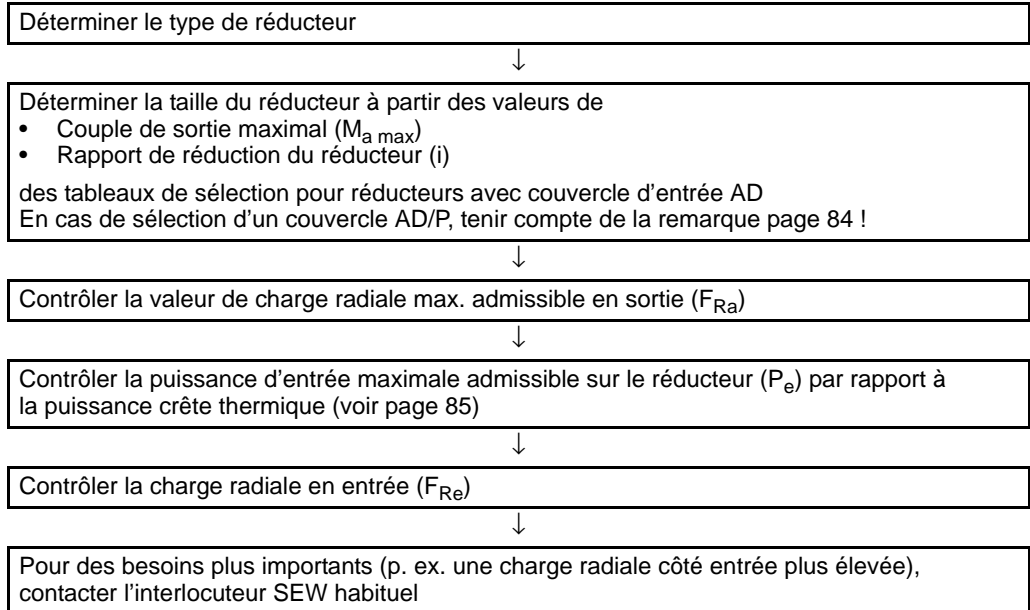 Déterminer le type de réducteur
↓
Déterminer la taille du réducteur à partir des valeurs de
• Couple de sortie maximal (Ma max)
• Rapport de réduction du réducteur (i)
des tableaux de sélection pour réducteurs avec couvercle d'entrée AD
En cas de sélection d'un couvercle AD/P, tenir compte de la remarque page 84 !
↓
Contrôler la valeur de charge radiale max. admissible en sortie (FRa)
↓
Contrôler la puissance d'entrée maximale admissible sur le réducteur (Pe) par rapport à
la puissance crête thermique (voir page 85)
↓
Contrôler la charge radiale en entrée (FRe)
↓
Pour des besoins plus importants (p. ex. une charge radiale côté entrée plus élevée),
contacter l'interlocuteur SEW habituel